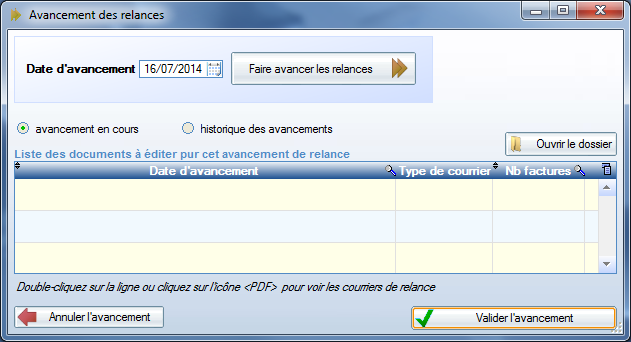 Avancement des relances
Date d'avancement 16/07/2014 Faire avancer les relances
avancement en cours historique des avancements
Ouvrir le dossier
Liste des documents à éditer pur cet avancement de relance
Date d'avancement Type de courrier Nb factures
Double-cliquez sur la ligne ou cliquez sur l'icône <PDF> pour voir les courriers de relance
Annuler l'avancement Valider l'avancement